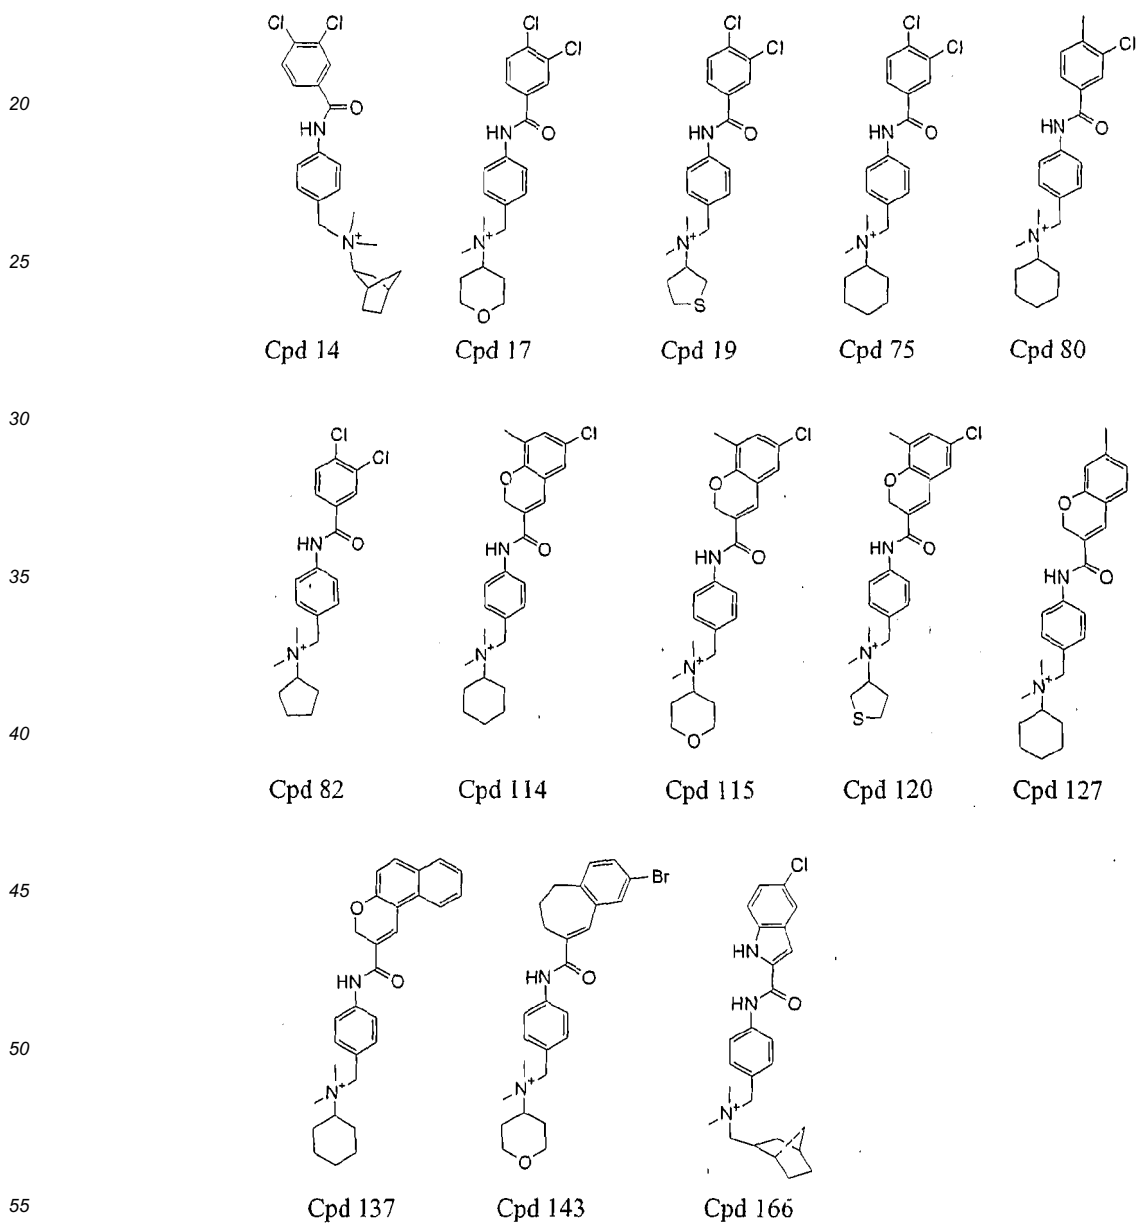 Cl Cl Cl Cl Cl Cl Cl Cl Cl
20
O O O O O
HN HN HN HN HN
N+ N+ N+ N+ N+
25
O S
Cpd 14 Cpd 17 Cpd 19 Cpd 75 Cpd 80
30
Cl Cl Cl Cl Cl
O O O O
O O O O O
35
HN HN HN HN HN
N+ N+ N+ N+ N+
40
O S
Cpd 82 Cpd 114 Cpd 115 Cpd 120 Cpd 127
45
Cl
Br
O
HN
O O O
HN HN HN
50
N+ N+ N+
O
55
Cpd 137 Cpd 143 Cpd 166